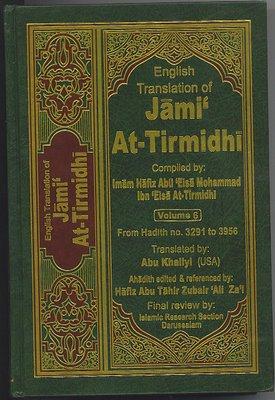 English Translation of
Jāmi'
At-Tirmidhī
English
Translation of
Jāmi'
At-Tirmidhī
Compiled by:
Imām Hāfiz Abū 'Eisā Mohammad
Ibn 'Eisā At-Tirmidhī
Volume 6
From Hadith no. 3291 to 3956
Translated by:
Abu Khaliyl (USA)
Ahādīth edited & referenced by:
Hāfiz Abu Tāhir Zubair 'Ali Za'i
Final review by:
Islamic Research Section
Darussalam